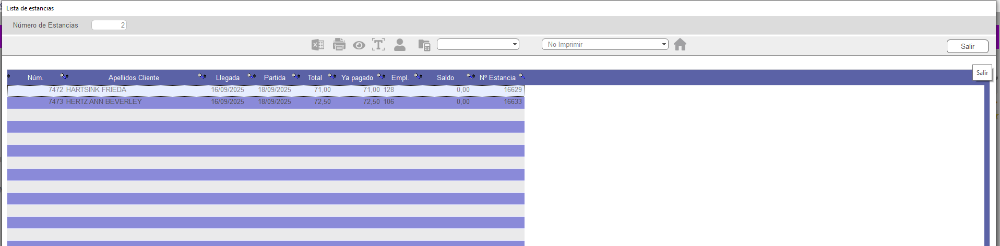 Lista de estancias
Número de Estancias 2
No Imprimir Salir
Salir
Núm. Apellidos Cliente Llegada Partida Total Ya pagado Empl. Saldo Nº Estancia
7472 HARTSINK FRIEDA 16/09/2025 18/09/2025 71,00 71,00 128 0,00 16629
7473 HERTZ ANN BEVERLEY 16/09/2025 18/09/2025 72,50 72,50 106 0,00 16633